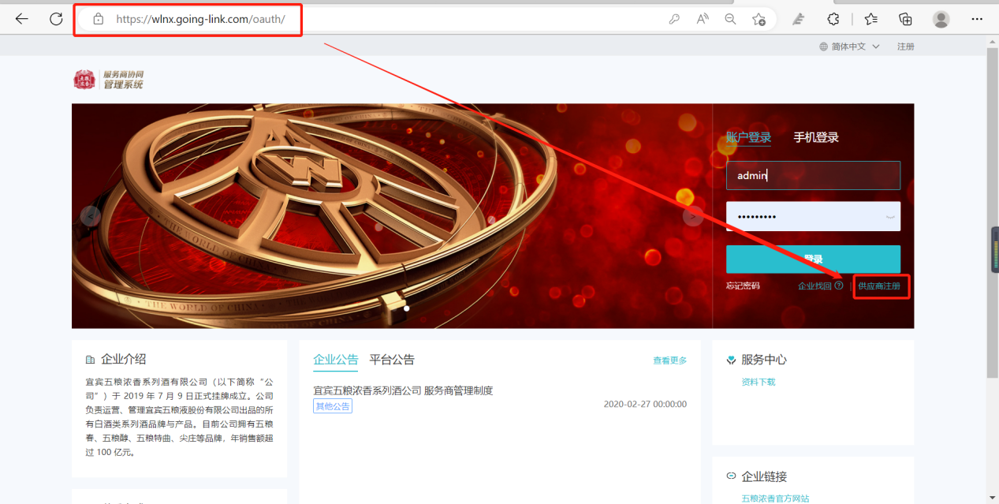 https://wlnx.going-link.com/oauth/
简体中文 注册
服务商协同
管理系统
账户登录 手机登录
admin
•••••••••
登录
忘记密码 企业找回 | 供应商注册
THE WORLD OF CHINA
企业介绍
宜宾五粮浓香系列酒有限公司（以下简称“公
司”）于 2019 年 7 月 9 日正式挂牌成立。公司
负责运营、管理宜宾五粮液股份有限公司出品的所
有白酒类系列酒品牌与产品。目前公司拥有五粮
春、五粮醇、五粮特曲、尖庄等品牌，年销售额超
过 100 亿元。
企业公告 平台公告 查看更多
宜宾五粮浓香系列酒公司 服务商管理制度
其他公告 2020-02-27 00:00:00
服务中心
资料下载
企业链接
五粮浓香官方网站